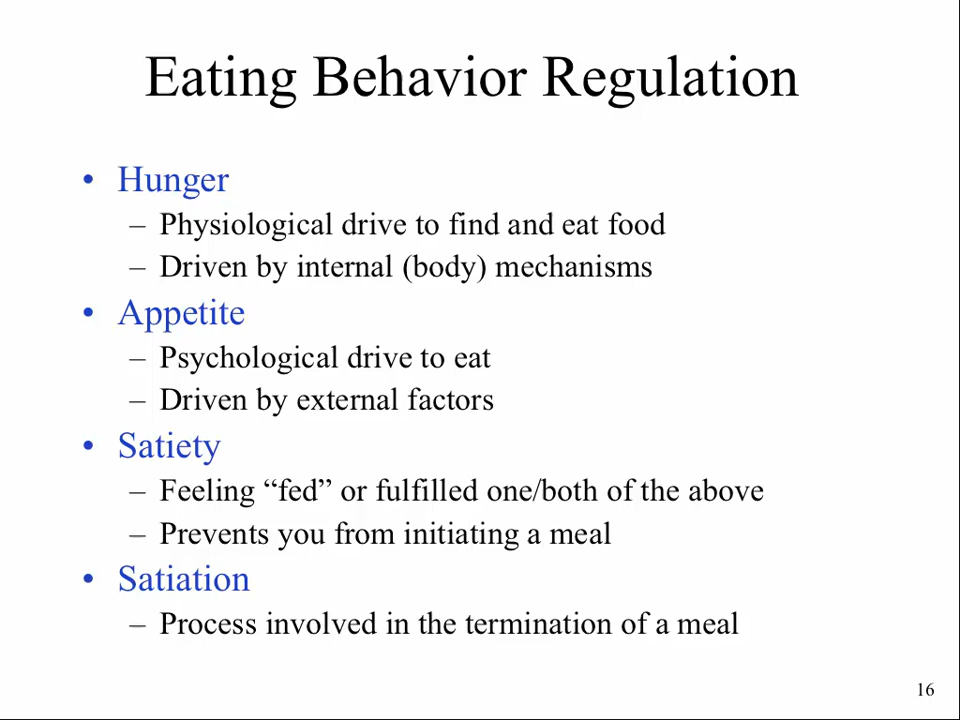 Eating Behavior Regulation
• Hunger
– Physiological drive to find and eat food
– Driven by internal (body) mechanisms
• Appetite
– Psychological drive to eat
– Driven by external factors
• Satiety
– Feeling “fed” or fulfilled one/both of the above
– Prevents you from initiating a meal
• Satiation
– Process involved in the termination of a meal
16